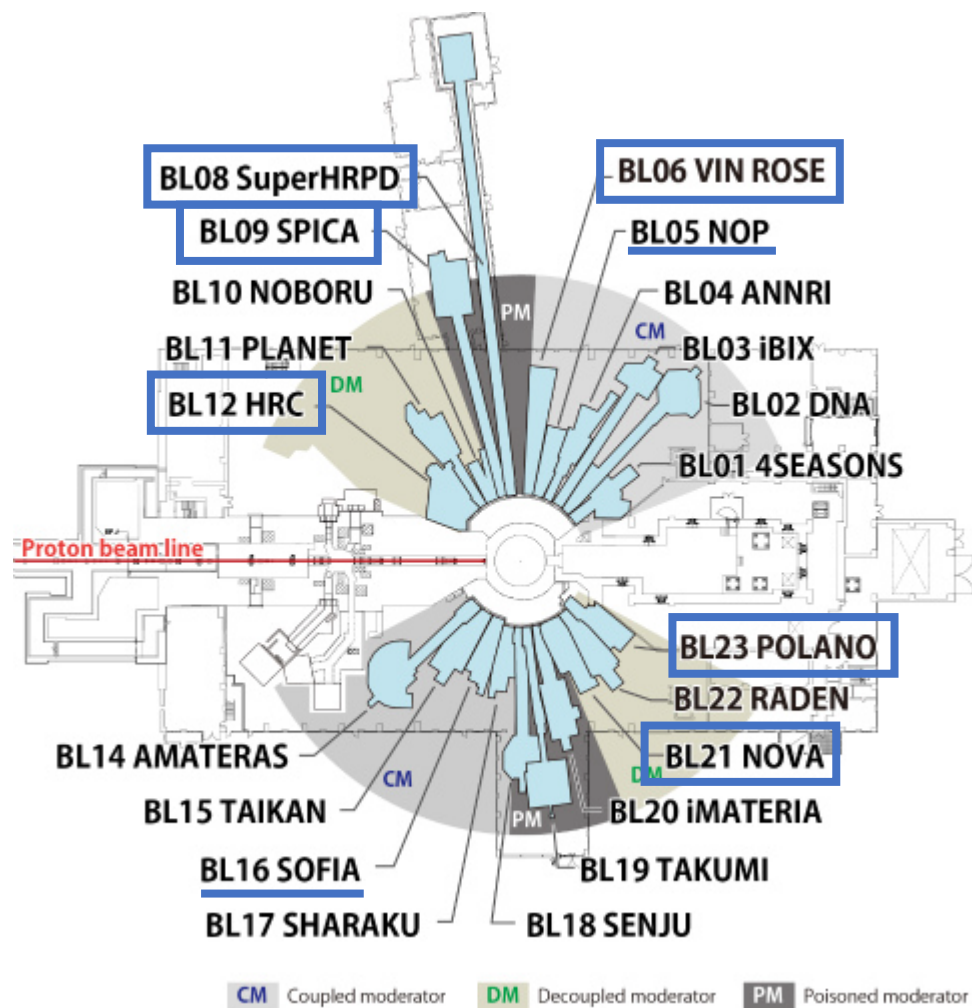 BL08 SuperHRPD
BL06 VIN ROSE
BL09 SPICA
BL05 NOP
BL10 NOBORU
PM
BL04 ANNRI
CM
BL11 PLANET
BL03 iBIX
DM
BL12 HRC
BL02 DNA
BL01 4SEASONS
Proton beam line
BL23 POLANO
BL22 RADEN
BL14 AMATERAS
BL21 NOVA
CM
DM
BL15 TAIKAN
PM
BL20 iMATERIA
BL16 SOFIA
BL19 TAKUMI
BL17 SHARAKU
BL18 SENJU
CM Coupled moderator DM Decoupled moderator PM Poisoned moderator